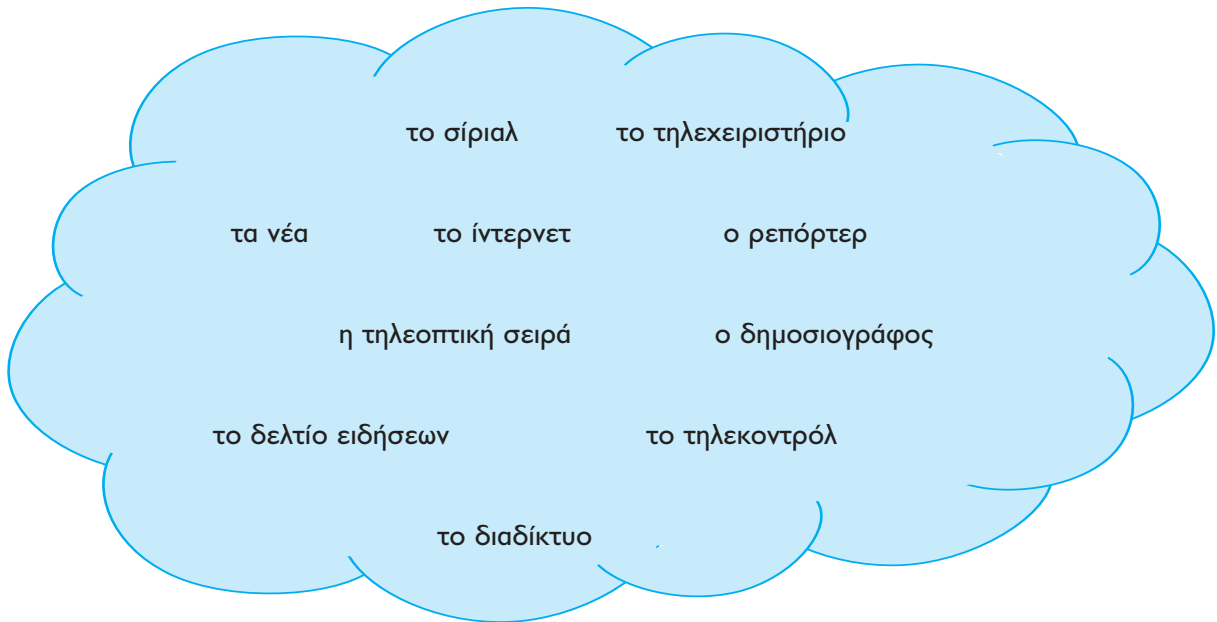 το σίριαλ το τηλεχειριστήριο
τα νέα το ίντερνετ ο ρεπόρτερ
η τηλεοπτική σειρά ο δημοσιογράφος
το δελτίο ειδήσεων το τηλεκοντρόλ
το διαδίκτυο